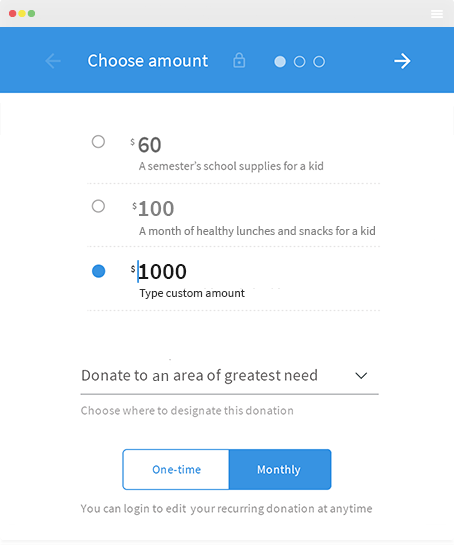 Choose amount
$ 60
A semester's school supplies for a kid
$ 100
A month of healthy lunches and snacks for a kid
$ 1000
Type custom amount
Donate to an area of greatest need
Choose where to designate this donation
One-time Monthly
You can login to edit your recurring donation at anytime